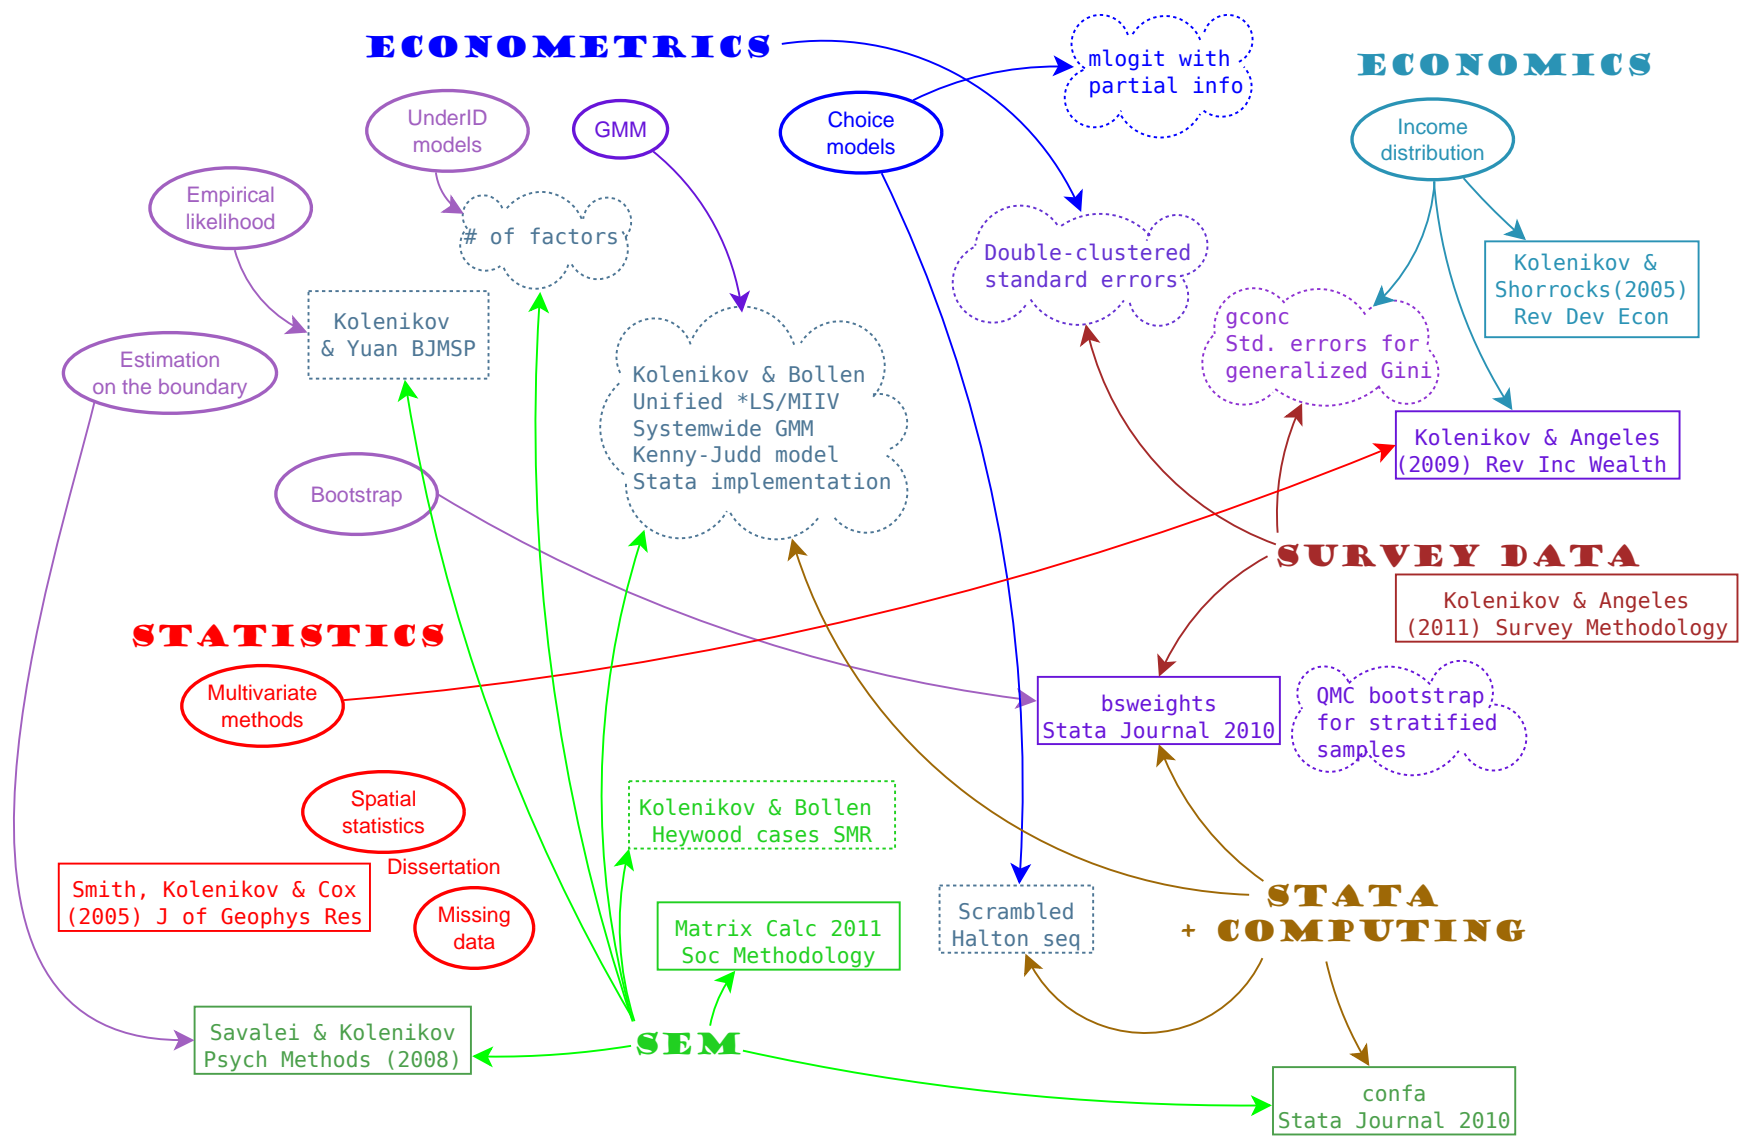 ECONOMETRICS
mlogit with
partial info
ECONOMICS
UnderID
models
GMM
Choice
models
Income
distribution
Empirical
likelihood
# of factors
Double-clustered
standard errors
Kolenikov &
Shorrocks(2005)
Rev Dev Econ
Kolenikov
& Yuan BJMSP
gconc
Std. errors for
generalized Gini
Estimation
on the boundary
Kolenikov & Bollen
Unified *LS/MIIV
Systemwide GMM
Kenny-Judd model
Stata implementation
Kolenikov & Angeles
(2009) Rev Inc Wealth
Bootstrap
SURVEY DATA
Kolenikov & Angeles
(2011) Survey Methodology
STATISTICS
Multivariate
methods
bsweights
Stata Journal 2010
QMC bootstrap
for stratified
samples
Spatial
statistics
Kolenikov & Bollen
Heywood cases SMR
Dissertation
Smith, Kolenikov & Cox
(2005) J of Geophys Res
Missing
data
Matrix Calc 2011
Soc Methodology
Scrambled
Halton seq
STATA
+ COMPUTING
Savalei & Kolenikov
Psych Methods (2008)
SEM
confa
Stata Journal 2010